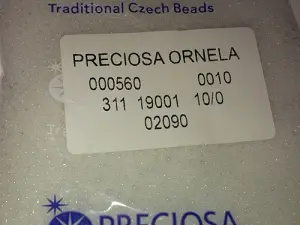 Traditional Czech Beads
PRECIOSA ORNELA
000560 0010
311 19001 10/0
02090
PRECIOSA